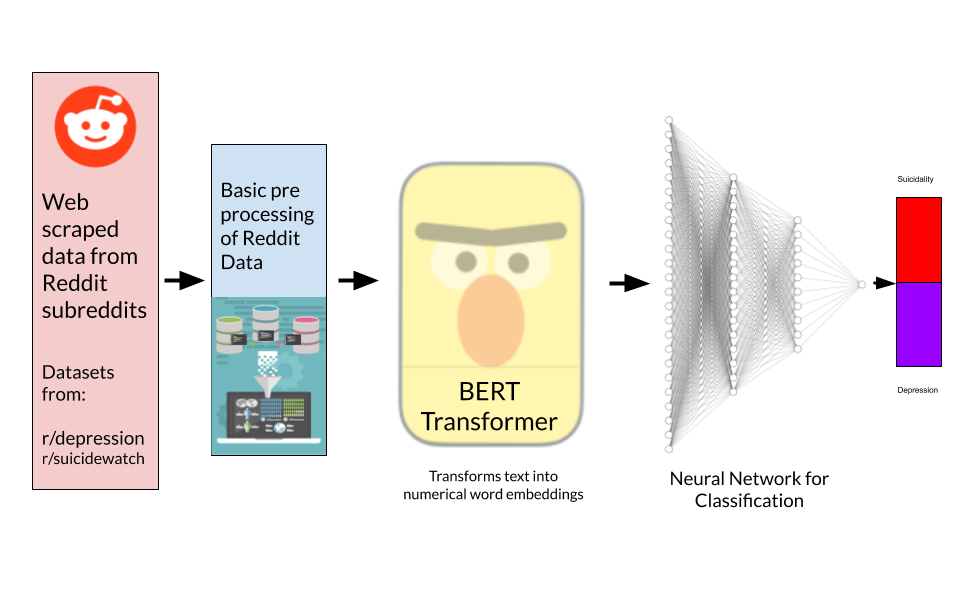 Web
scraped
data from
Reddit
subreddits
Datasets
from:
r/depression
r/suicidewatch
Basic pre
processing
of Reddit
Data
BERT
Transformer
Transforms text into
numerical word embeddings
Neural Network for
Classification
Suicidality
Depression